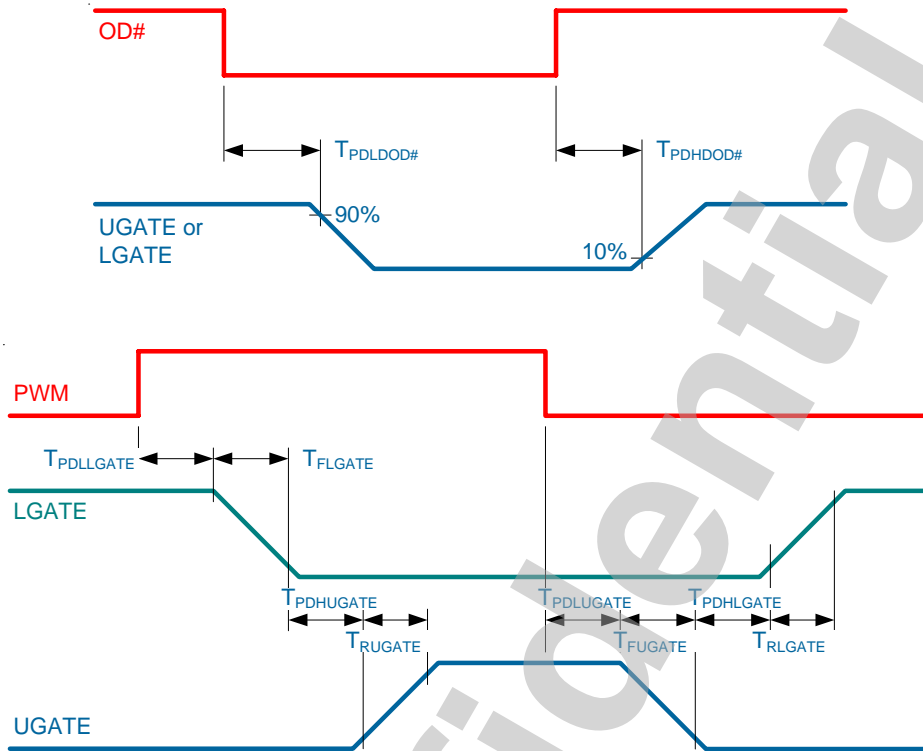 OD#
TPDLDOD#
TPDHDOD#
UGATE or
LGATE
90%
10%
PWM
TPDLLGATE
TFLGATE
LGATE
TPDHUGATE
TPDLUGATE
TPDHLGATE
TRUGATE
TFUGATE
TRLGATE
UGATE
fidential